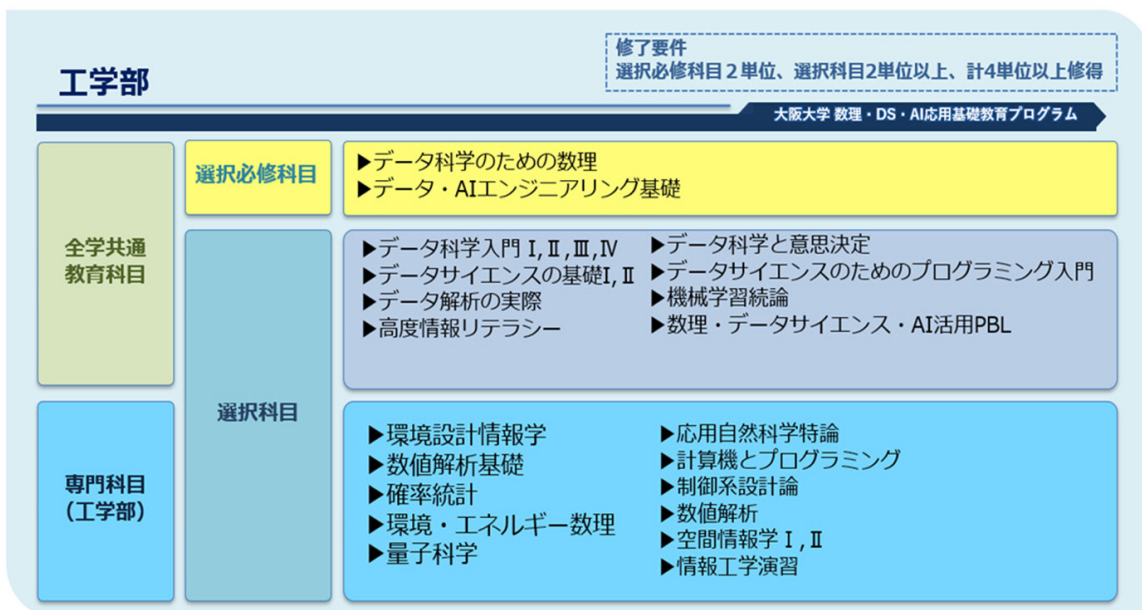 修了要件
選択必修科目２単位、選択科目2単位以上、計4単位以上修得
工学部
大阪大学 数理・DS・AI応用基礎教育プログラム
全学共通
教育科目
選択必修科目
▶データ科学のための数理
▶データ・AIエンジニアリング基礎
選択科目
▶データ科学入門 Ⅰ,Ⅱ,Ⅲ,Ⅳ
▶データサイエンスの基礎Ⅰ,Ⅱ
▶データ解析の実際
▶高度情報リテラシー
▶データ科学と意思決定
▶データサイエンスのためのプログラミング入門
▶機械学習続論
▶数理・データサイエンス・AI活用PBL
専門科目
（工学部）
▶環境設計情報学
▶数値解析基礎
▶確率統計
▶環境・エネルギー数理
▶量子科学
▶応用自然科学特論
▶計算機とプログラミング
▶制御系設計論
▶数値解析
▶空間情報学Ⅰ,Ⅱ
▶情報工学演習